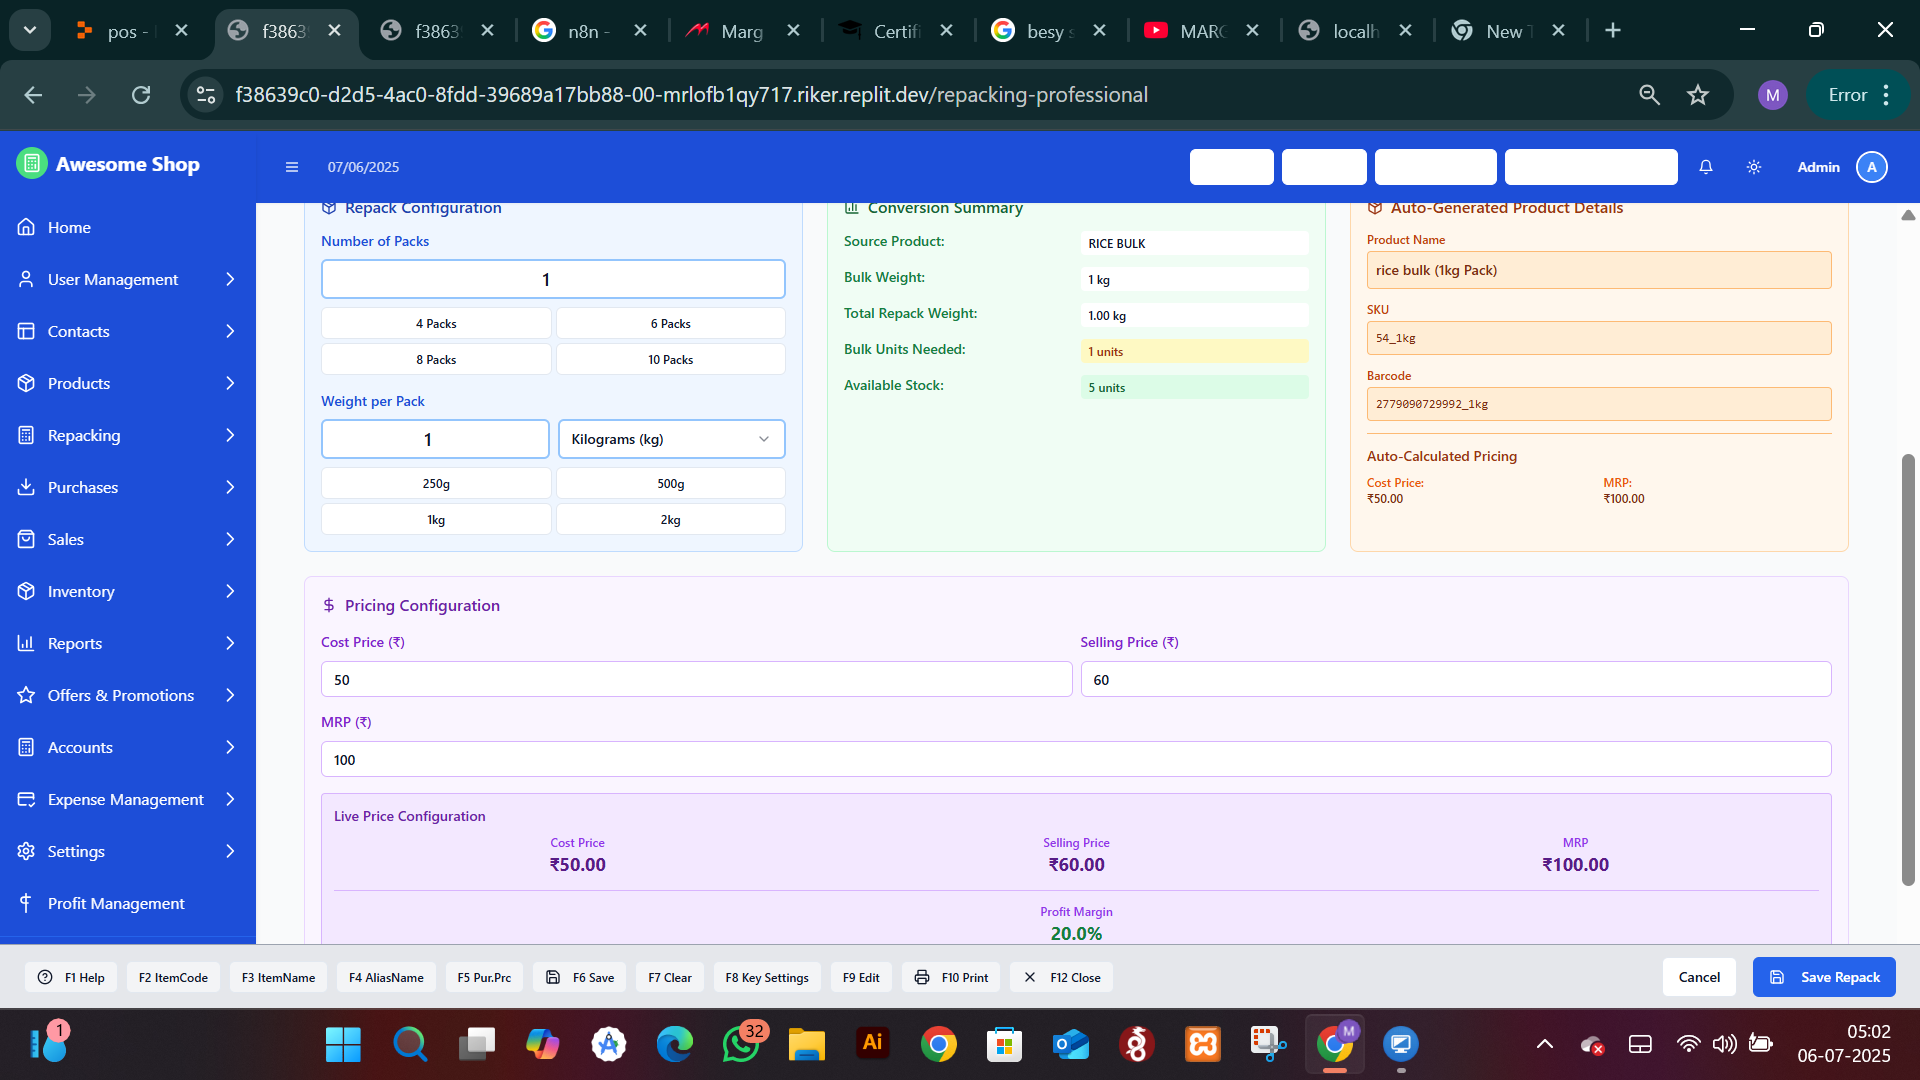 pos -
f3863
f3863
n8n -
Marg
Certifi
besy s
MARG
localh
New T
f38639c0-d2d5-4ac0-8fdd-39689a17bb88-00-mrlofb1qy717.riker.replit.dev/repacking-professional
M
Error
Awesome Shop
07/06/2025
Admin
A
Home
User Management
Contacts
Products
Repacking
Purchases
Sales
Inventory
Reports
Offers & Promotions
Accounts
Expense Management
Settings
Profit Management
Repack Configuration
Number of Packs
1
4 Packs
6 Packs
8 Packs
10 Packs
Weight per Pack
1
Kilograms (kg)
250g
500g
1kg
2kg
Conversion Summary
Source Product:
RICE BULK
Bulk Weight:
1 kg
Total Repack Weight:
1.00 kg
Bulk Units Needed:
1 units
Available Stock:
5 units
Auto-Generated Product Details
Product Name
rice bulk (1kg Pack)
SKU
54_1kg
Barcode
2779090729992_1kg
Auto-Calculated Pricing
Cost Price:
₹50.00
MRP:
₹100.00
Pricing Configuration
Cost Price (₹)
50
Selling Price (₹)
60
MRP (₹)
100
Live Price Configuration
Cost Price
₹50.00
Selling Price
₹60.00
MRP
₹100.00
Profit Margin
20.0%
F1 Help
F2 ItemCode
F3 ItemName
F4 AliasName
F5 Pur.Prc
F6 Save
F7 Clear
F8 Key Settings
F9 Edit
F10 Print
F12 Close
Cancel
Save Repack
1
32
Ai
M
05:02
06-07-2025